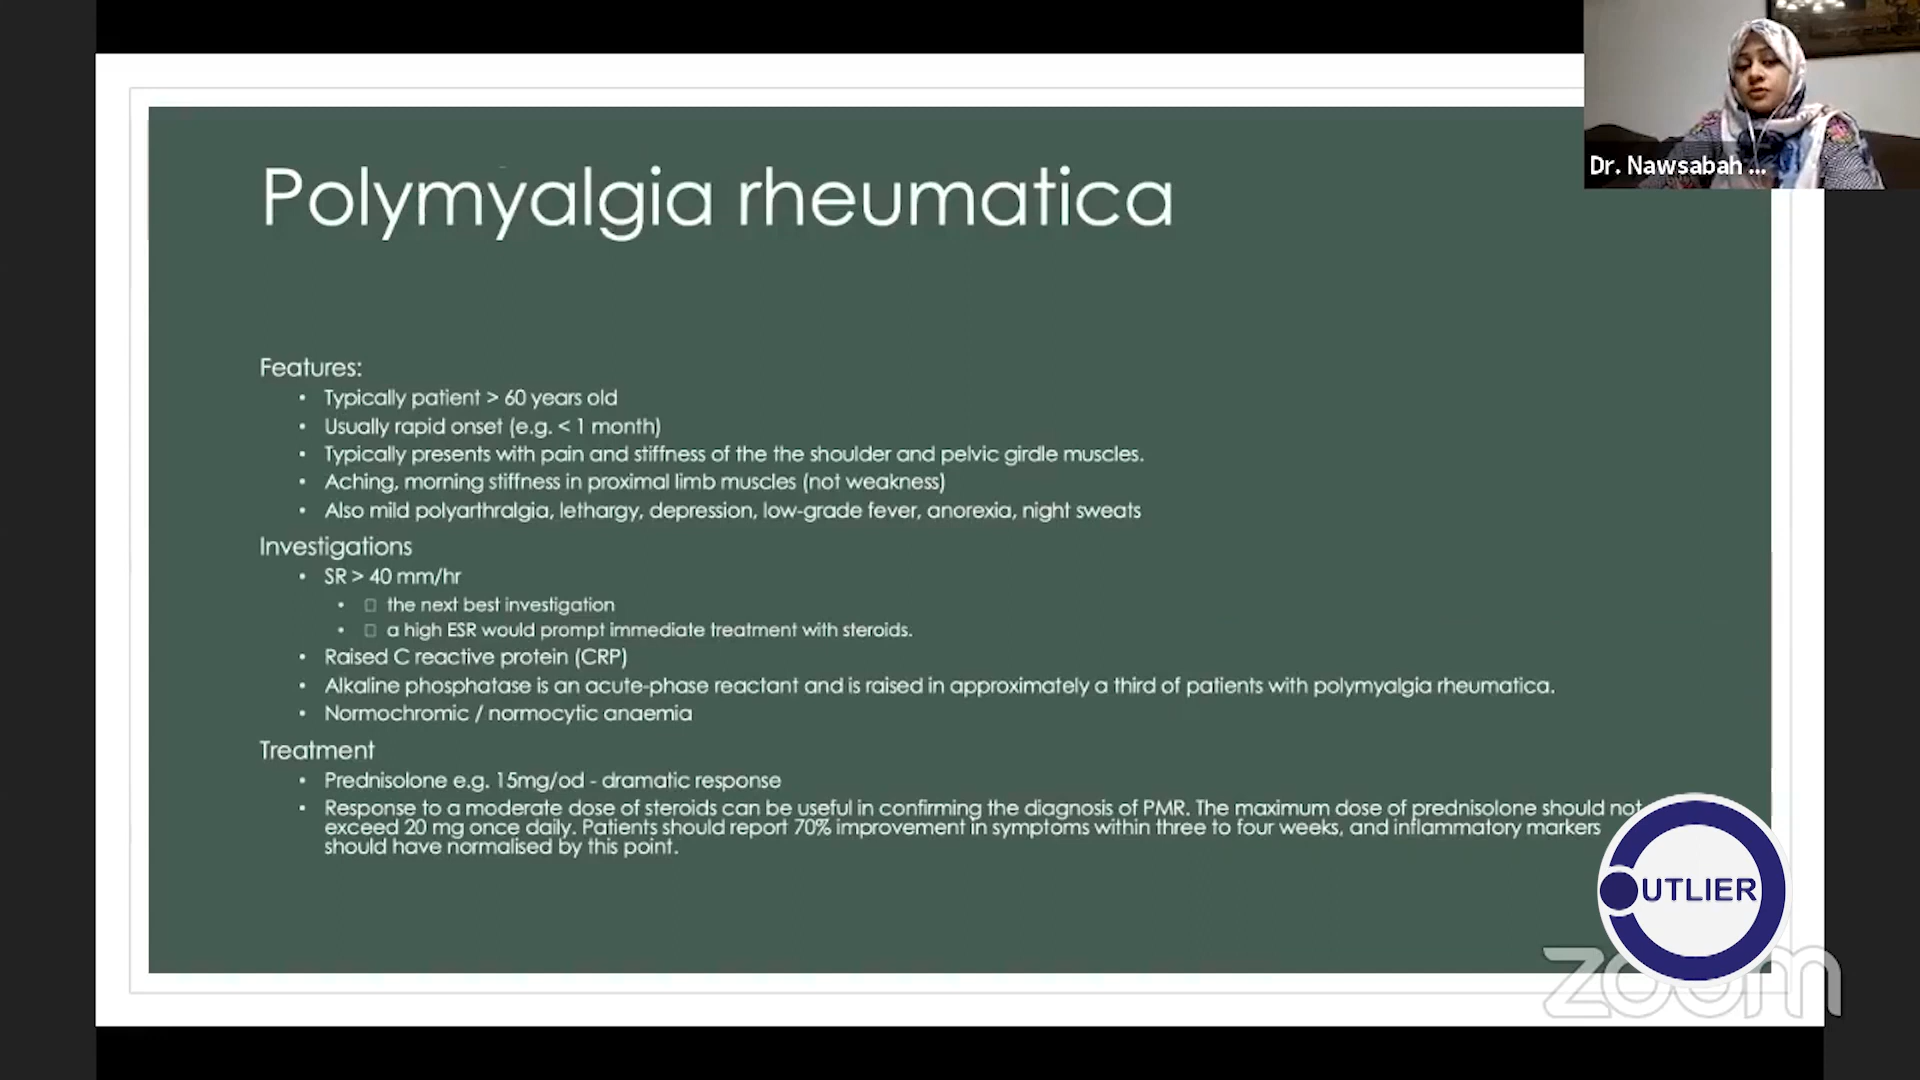 Polymyalgia rheumatica
Dr. Nawsabah ...
Features:
• Typically patient > 60 years old
• Usually rapid onset (e.g. < 1 month)
• Typically presents with pain and stiffness of the the shoulder and pelvic girdle muscles.
• Aching, morning stiffness in proximal limb muscles (not weakness)
• Also mild polyarthralgia, lethargy, depression, low-grade fever, anorexia, night sweats
Investigations
• SR > 40 mm/hr
• □ the next best investigation
• □ a high ESR would prompt immediate treatment with steroids.
• Raised C reactive protein (CRP)
• Alkaline phosphatase is an acute-phase reactant and is raised in approximately a third of patients with polymyalgia rheumatica.
• Normochromic / normocytic anaemia
Treatment
• Prednisolone e.g. 15mg/od - dramatic response
• Response to a moderate dose of steroids can be useful in confirming the diagnosis of PMR. The maximum dose of prednisolone should not
exceed 20 mg once daily. Patients should report 70% improvement in symptoms within three to four weeks, and inflammatory markers
should have normalised by this point.
OUTLIER
zoom